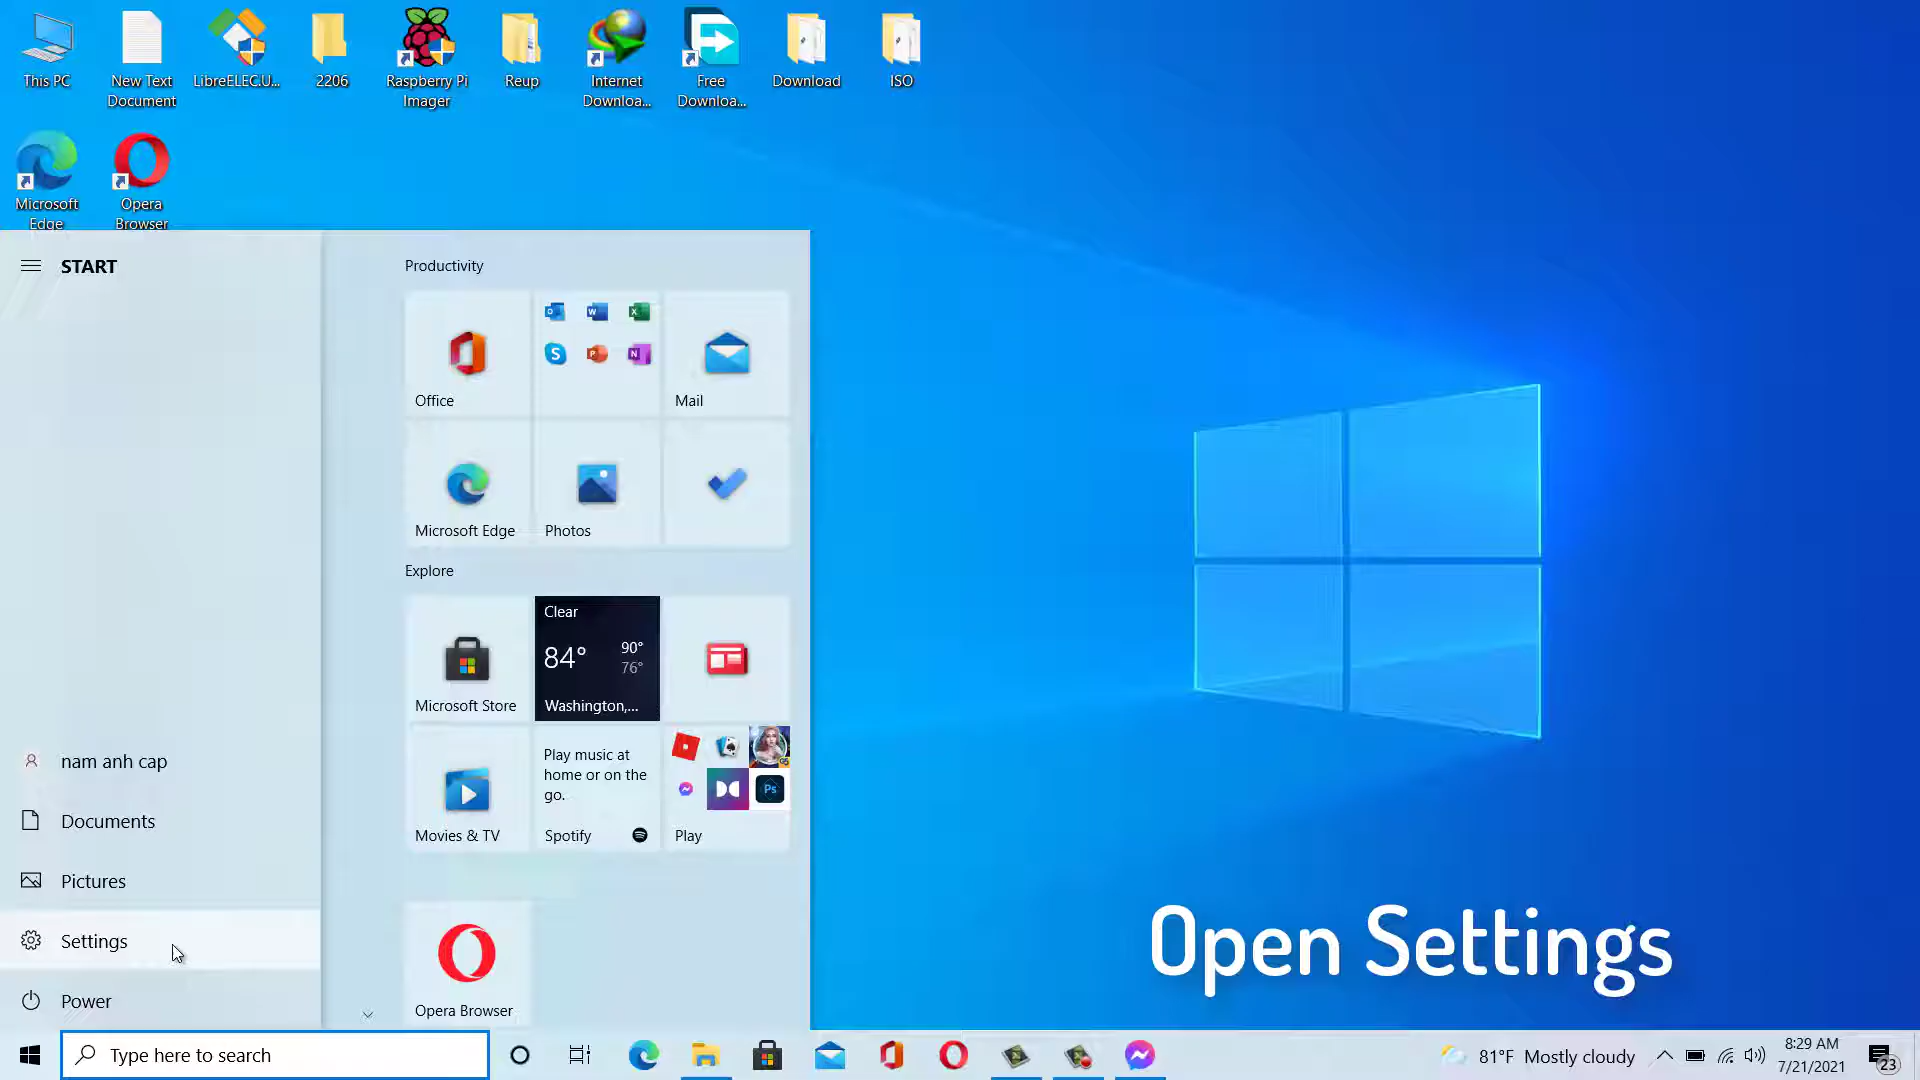 This PC
New Text
Document
LibreELEC.U...
2206
Raspberry Pi
Imager
Reup
Internet
Downloa...
Free
Downloa...
Download
ISO
Microsoft
Edge
Opera
Browser
START
nam anh cap
Documents
Pictures
Settings
Power
Productivity
Office
Mail
Microsoft Edge
Photos
Explore
Microsoft Store
Clear
84°
90°
76°
Washington,...
Movies & TV
Play music at
home or on the
go.
Spotify
Ps
Play
Opera Browser
Open Settings
Type here to search
81°F Mostly cloudy
8:29 AM
7/21/2021
23